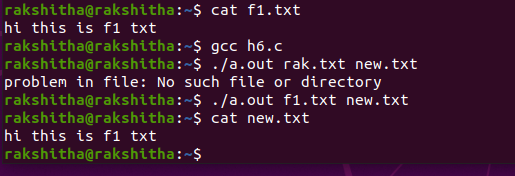 rakshitha@rakshitha:~$ cat f1.txt
hi this is f1 txt
rakshitha@rakshitha:~$ gcc h6.c
rakshitha@rakshitha:~$ ./a.out rak.txt new.txt
problem in file: No such file or directory
rakshitha@rakshitha:~$ ./a.out f1.txt new.txt
rakshitha@rakshitha:~$ cat new.txt
hi this is f1 txt
rakshitha@rakshitha:~$